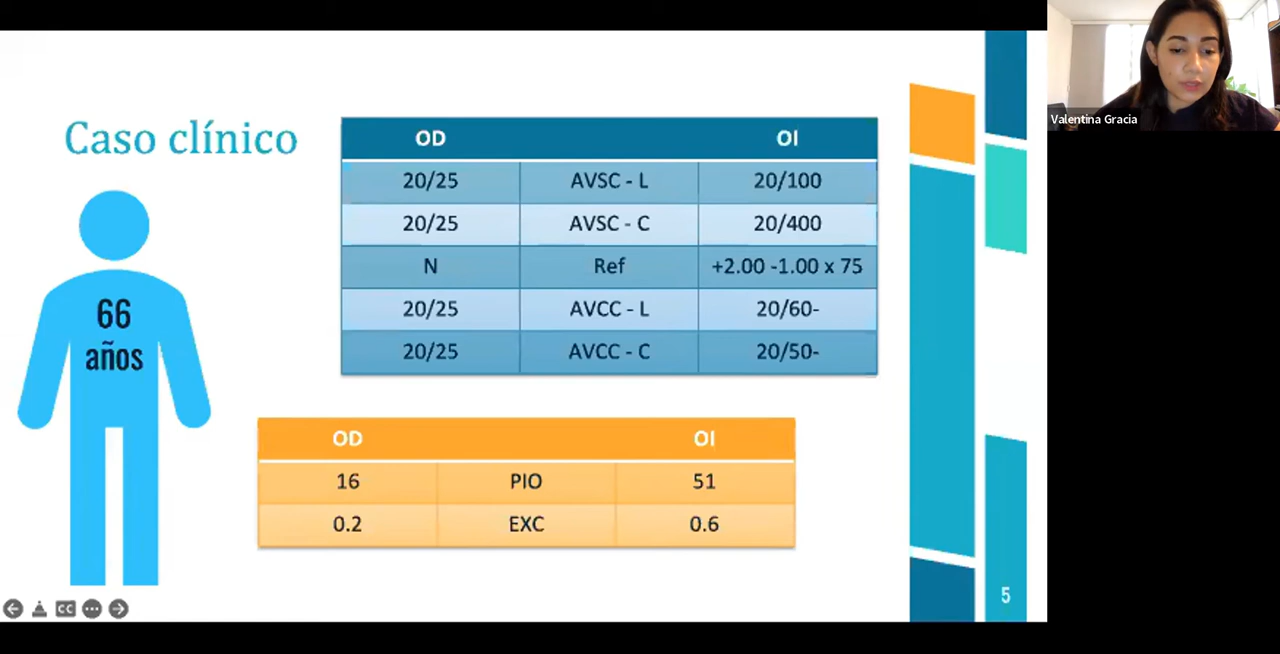 Caso clínico
66
años
OD OI
20/25 AVSC - L 20/100
20/25 AVSC - C 20/400
N Ref +2.00 -1.00 x 75
20/25 AVCC - L 20/60-
20/25 AVCC - C 20/50-
OD OI
16 PIO 51
0.2 EXC 0.6
5
CC
Valentina Gracia